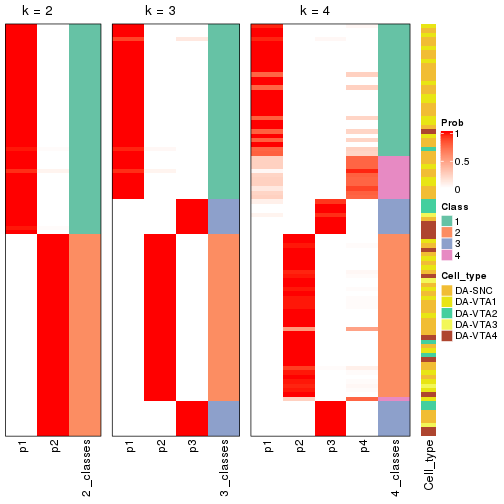 k = 2
k = 3
k = 4
Prob
1
0.5
0
Class
1
2
3
4
Cell_type
DA-SNC
DA-VTA1
DA-VTA2
DA-VTA3
DA-VTA4
p1
p2
2_classes
p1
p2
p3
3_classes
p1
p2
p3
p4
4_classes
Cell_type